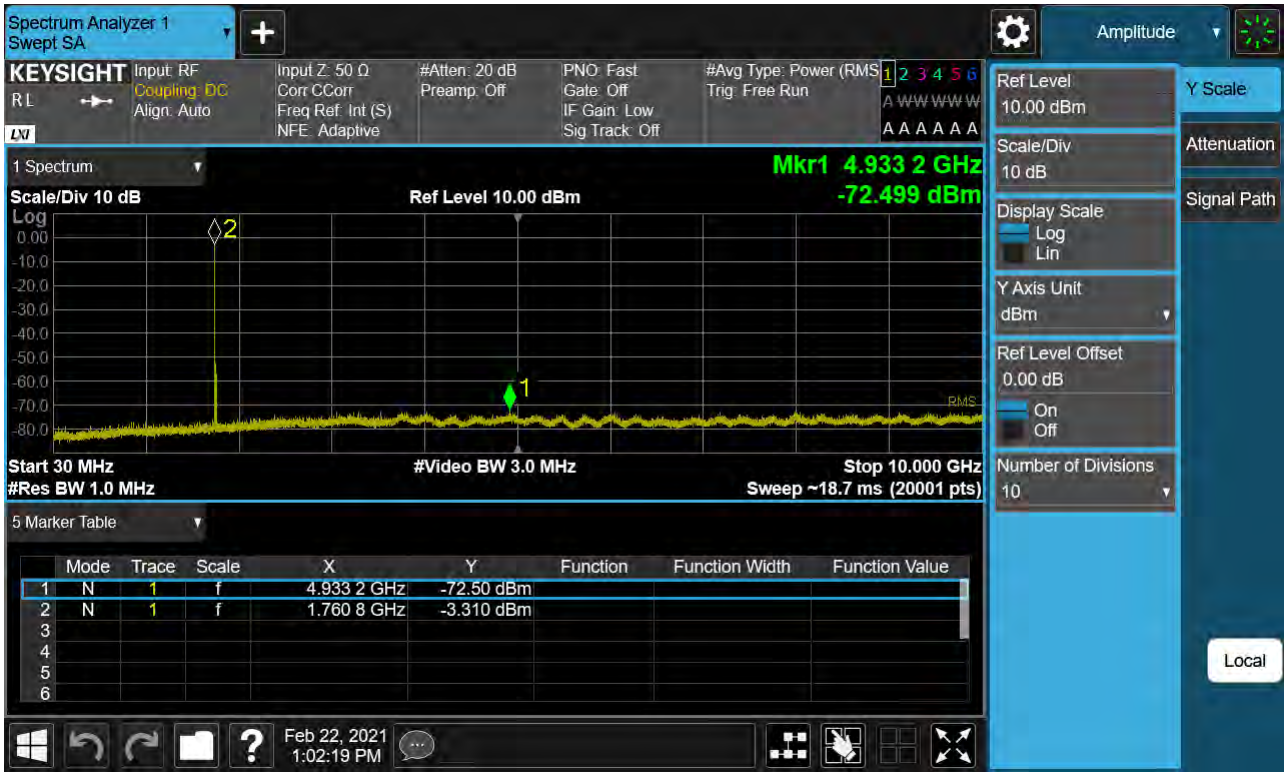 Spectrum Analyzer 1
Swept SA
Amplitude
KEYSIGHT
RL
LXI
Input: RF
Coupling: DC
Align: Auto
Input Z: 50 Ω
Corr CCorr
Freq Ref: Int (S)
NFE: Adaptive
#Atten: 20 dB
Preamp: Off
PNO: Fast
Gate: Off
IF Gain: Low
Sig Track: Off
#Avg Type: Power (RMS
Trig: Free Run
1 2 3 4 5 6
A W W W W W
A A A A A A
1 Spectrum
Mkr1 4.933 2 GHz
-72.499 dBm
Scale/Div 10 dB
Ref Level 10.00 dBm
Log
0.00
-10.0
-20.0
-30.0
-40.0
-50.0
-60.0
-70.0
-80.0
2
1
RMS
Start 30 MHz
#Video BW 3.0 MHz
Stop 10.000 GHz
#Res BW 1.0 MHz
Sweep ~18.7 ms (20001 pts)
5 Marker Table
Mode Trace Scale X Y Function Function Width Function Value
1 N 1 f 4.933 2 GHz -72.50 dBm
2 N 1 f 1.760 8 GHz -3.310 dBm
3
4
5
6
Ref Level
10.00 dBm
Scale/Div
10 dB
Display Scale
Log
Lin
Y Axis Unit
dBm
Ref Level Offset
0.00 dB
On
Off
Number of Divisions
10
Y Scale
Attenuation
Signal Path
Local
?
Feb 22, 2021
1:02:19 PM